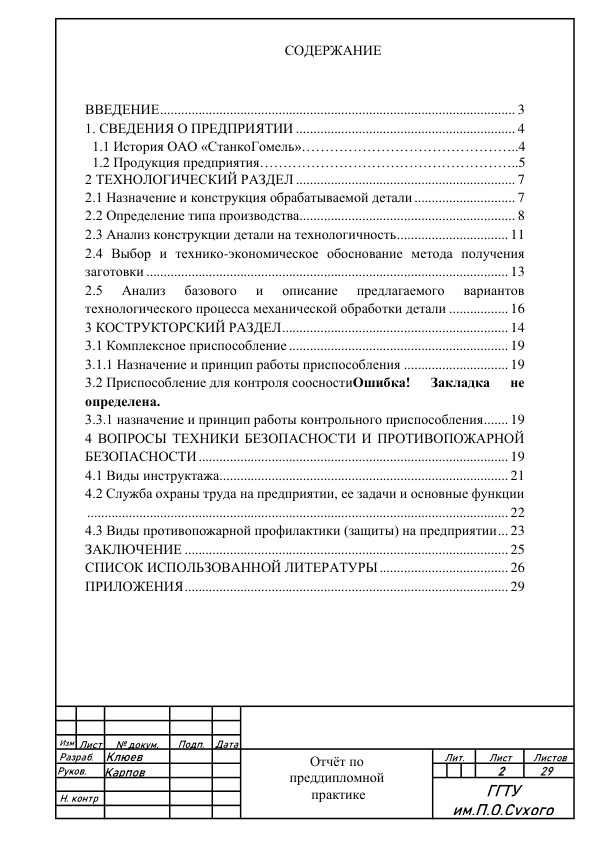 СОДЕРЖАНИЕ
ВВЕДЕНИЕ..................................................................................................... 3
1. СВЕДЕНИЯ О ПРЕДПРИЯТИИ ............................................................... 4
1.1 История ОАО «СтанкоГомель»………………………………………..4
1.2 Продукция предприятия………………………………………………..5
2 ТЕХНОЛОГИЧЕСКИЙ РАЗДЕЛ ............................................................... 7
2.1 Назначение и конструкция обрабатываемой детали ............................. 7
2.2 Определение типа производства.............................................................. 8
2.3 Анализ конструкции детали на технологичность................................ 11
2.4 Выбор и технико-экономическое обоснование метода получения
заготовки ........................................................................................................ 13
2.5 Анализ базового и описание предлагаемого вариантов
технологического процесса механической обработки детали ................. 16
3 КОСТРУКТОРСКИЙ РАЗДЕЛ................................................................. 14
3.1 Комплексное приспособление ............................................................... 19
3.1.1 Назначение и принцип работы приспособления .............................. 19
3.2 Приспособление для контроля соосностиОшибка! Закладка не
определена.
3.3.1 назначение и принцип работы контрольного приспособления....... 19
4 ВОПРОСЫ ТЕХНИКИ БЕЗОПАСНОСТИ И ПРОТИВОПОЖАРНОЙ
БЕЗОПАСНОСТИ ......................................................................................... 19
4.1 Виды инструктажа................................................................................... 21
4.2 Служба охраны труда на предприятии, ее задачи и основные функции
......................................................................................................................... 22
4.3 Виды противопожарной профилактики (защиты) на предприятии... 23
ЗАКЛЮЧЕНИЕ ............................................................................................. 25
СПИСОК ИСПОЛЬЗОВАННОЙ ЛИТЕРАТУРЫ ..................................... 26
ПРИЛОЖЕНИЯ............................................................................................. 29
Изм Лист № докум. Подп. Дата
Разраб. Клюев
Руков. Карпов
Н. контр
Отчёт по
преддипломной
практике
Лит. Лист Листов
2 29
ГГТУ
им.П.О.Сухого